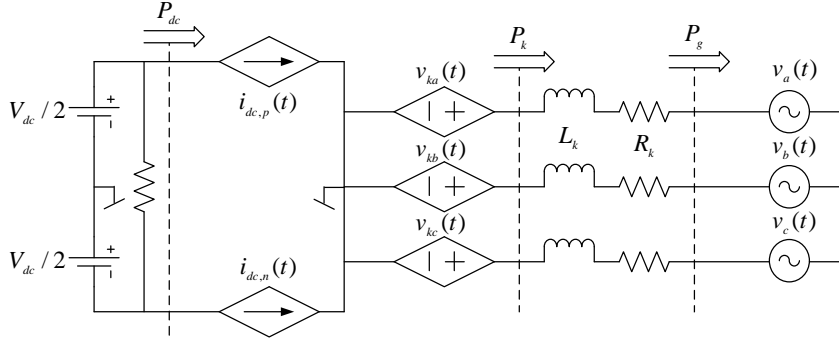 P_dc
P_k
P_g
v_ka(t)
v_a(t)
V_dc / 2
+
i_dc,p(t)
v_kb(t)
L_k
R_k
v_b(t)
v_kc(t)
v_c(t)
V_dc / 2
+
i_dc,n(t)